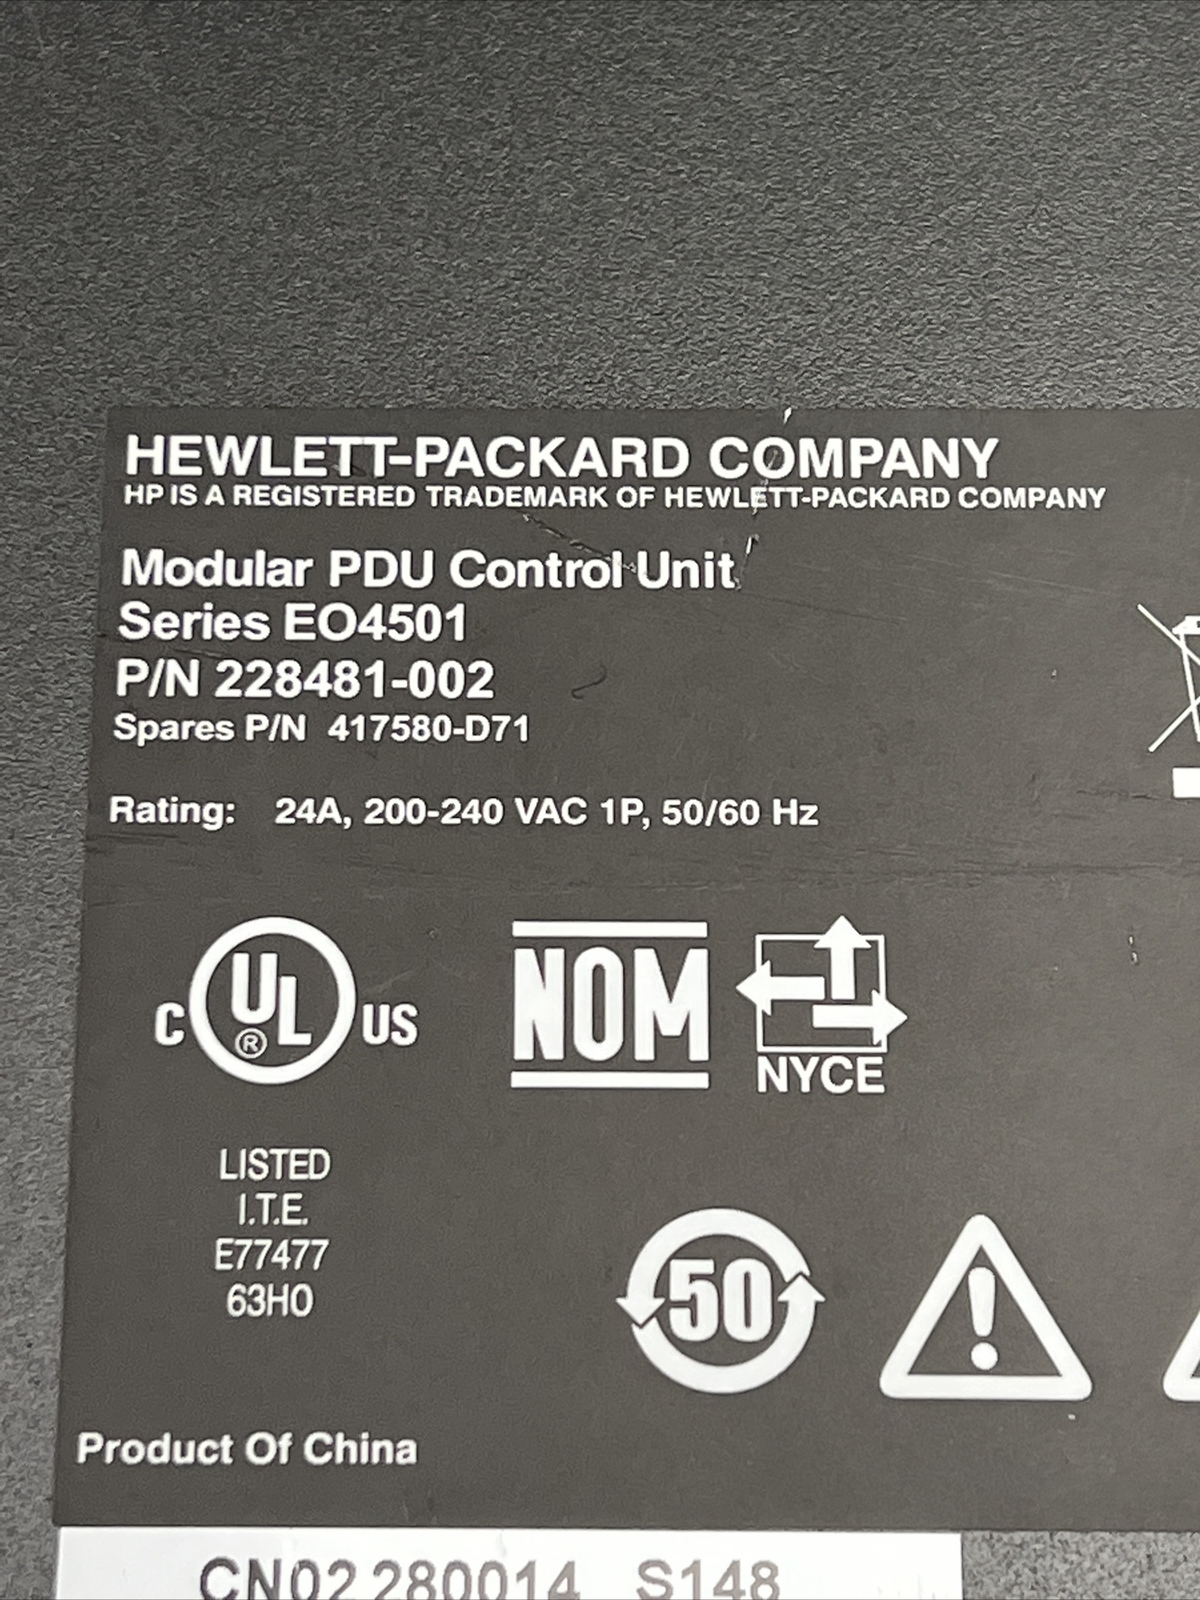 HEWLETT-PACKARD COMPANY
HP IS A REGISTERED TRADEMARK OF HEWLETT-PACKARD COMPANY
Modular PDU Control Unit
Series EO4501
P/N 228481-002
Spares P/N 417580-D71
Rating: 24A, 200-240 VAC 1P, 50/60 Hz
C UL ® US
NOM
NYCE
LISTED
I.T.E.
E77477
63HO
50
Product Of China
CN02 280014 S148